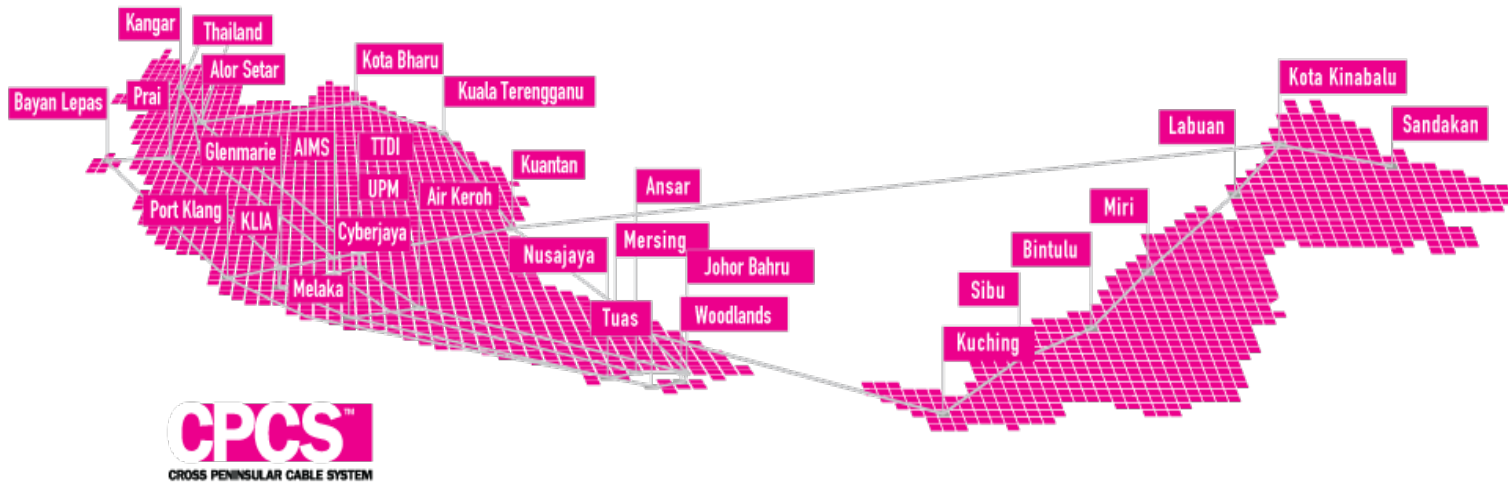 Kangar
Thailand
Alor Setar
Kota Bharu
Kuala Terengganu
Bayan Lepas
Prai
Glenmarie
AIMS
TTDI
UPM
Air Keroh
Kuantan
Port Klang
KLIA
Cyberjaya
Melaka
Ansar
Nusajaya
Mersing
Johor Bahru
Tuas
Woodlands
Kota Kinabalu
Labuan
Sandakan
Miri
Bintulu
Sibu
Kuching
CPCS™
CROSS PENINSULAR CABLE SYSTEM